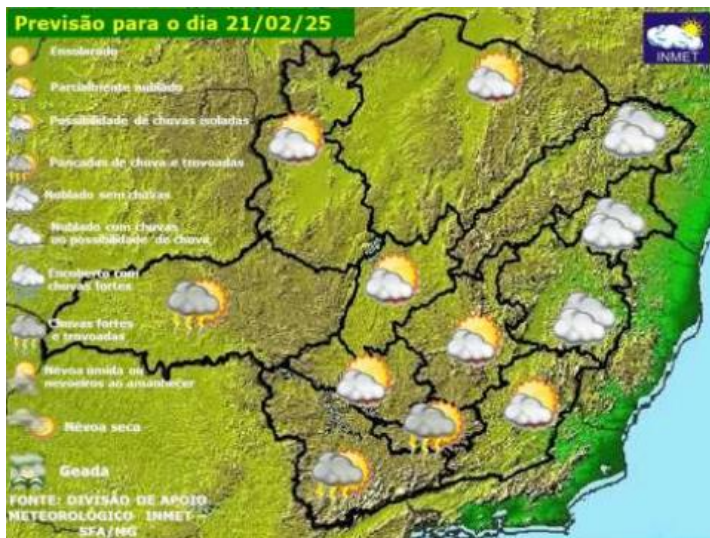 Previsão para o dia 21/02/25
INMET
Ensolarado
Parcialmente nublado
Possibilidade de chuvas isoladas
Pancadas de chuva e trovoadas
Nublado sem chuvas
Nublado com chuvas
ou possibilidade de chuva
Encoberto com
chuvas fortes
Chuvas fortes
e trovoadas
Névoa úmida ou
nevoeiros ao amanhecer
Névoa seca
Geada
FONTE: DIVISÃO DE APOIO
METEOROLÓGICO INMET –
SFA/MG